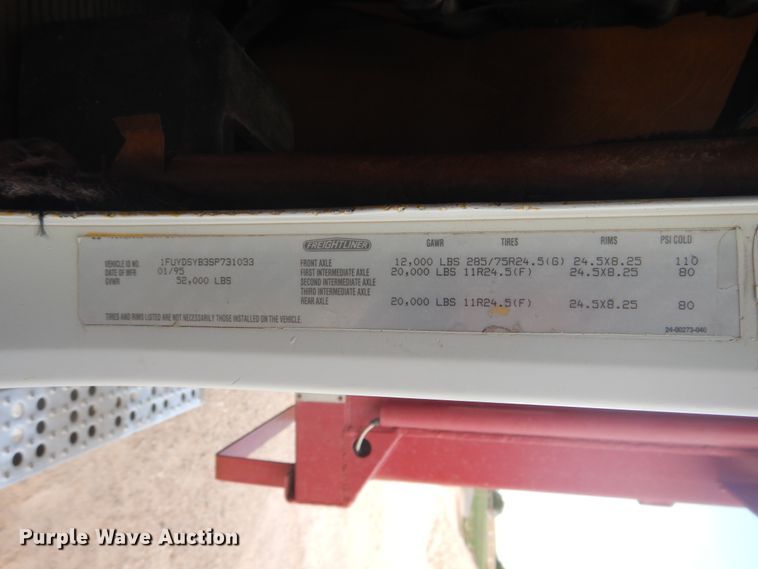 VEHICLE ID NO. 1FUYDSYB3SP731033
DATE OF MFR 01/95
GVWR 52,000 LBS
FREIGHTLINER GAWR TIRES RIMS PSI COLD
FRONT AXLE 12,000 LBS 285/75R24.5(G) 24.5X8.25 110
FIRST INTERMEDIATE AXLE 20,000 LBS 11R24.5(F) 24.5X8.25 80
SECOND INTERMEDIATE AXLE
THIRD INTERMEDIATE AXLE
REAR AXLE 20,000 LBS 11R24.5(F) 24.5X8.25 80
TIRES AND RIMS LISTED ARE NOT NECESSARILY THOSE INSTALLED ON THE VEHICLE.
24-00273-040
Purple Wave Auction